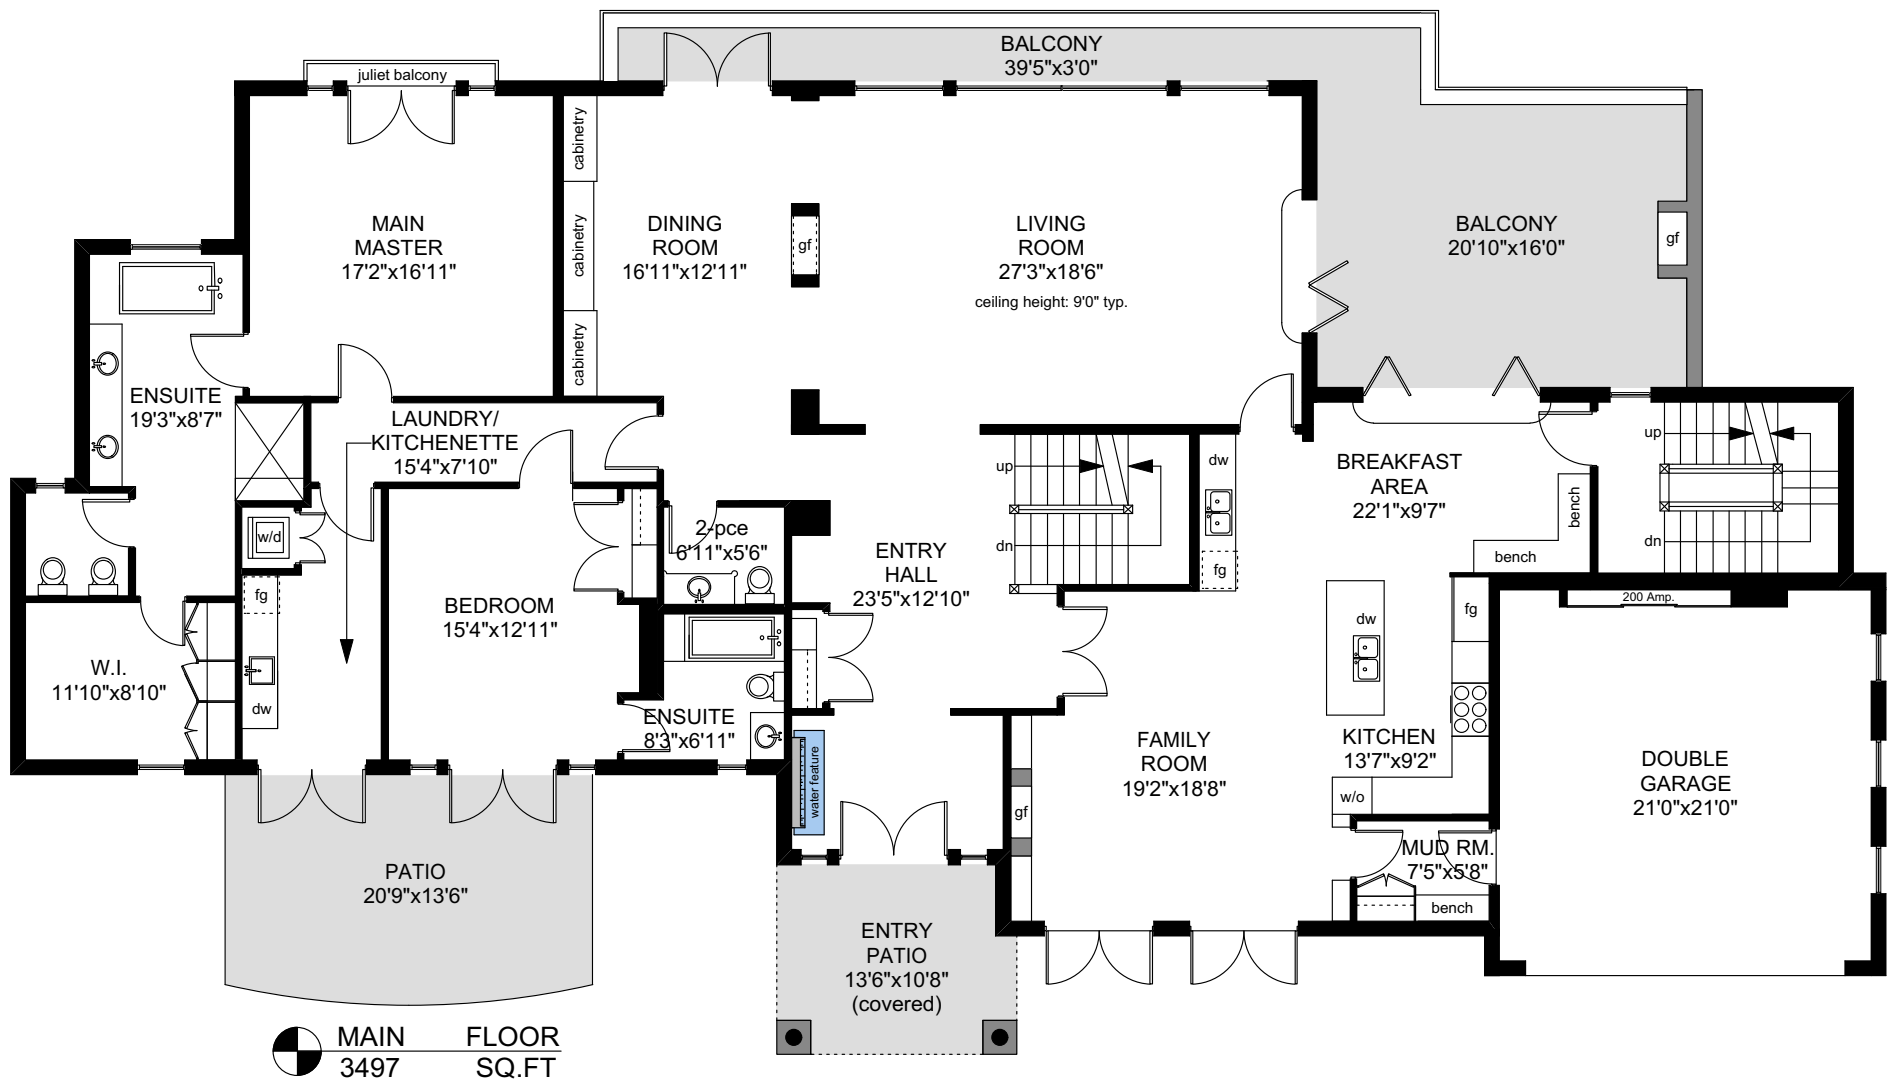 BALCONY
39'5"x3'0"
juliet balcony
cabinetry
cabinetry
cabinetry
MAIN
MASTER
17'2"x16'11"
DINING
ROOM
16'11"x12'11"
gf
LIVING
ROOM
27'3"x18'6"
ceiling height: 9'0" typ.
BALCONY
20'10"x16'0"
gf
ENSUITE
19'3"x8'7"
LAUNDRY/
KITCHENETTE
15'4"x7'10"
up
dn
dw
fg
BREAKFAST
AREA
22'1"x9'7"
bench
bench
up
dn
w/d
2-pce
6'11"x5'6"
ENTRY
HALL
23'5"x12'10"
fg
BEDROOM
15'4"x12'11"
dw
fg
200 Amp.
W.I.
11'10"x8'10"
dw
ENSUITE
8'3"x6'11"
water feature
FAMILY
ROOM
19'2"x18'8"
gf
KITCHEN
13'7"x9'2"
w/o
DOUBLE
GARAGE
21'0"x21'0"
MUD RM.
7'5"x5'8"
bench
PATIO
20'9"x13'6"
ENTRY
PATIO
13'6"x10'8"
(covered)
MAIN FLOOR
3497 SQ.FT